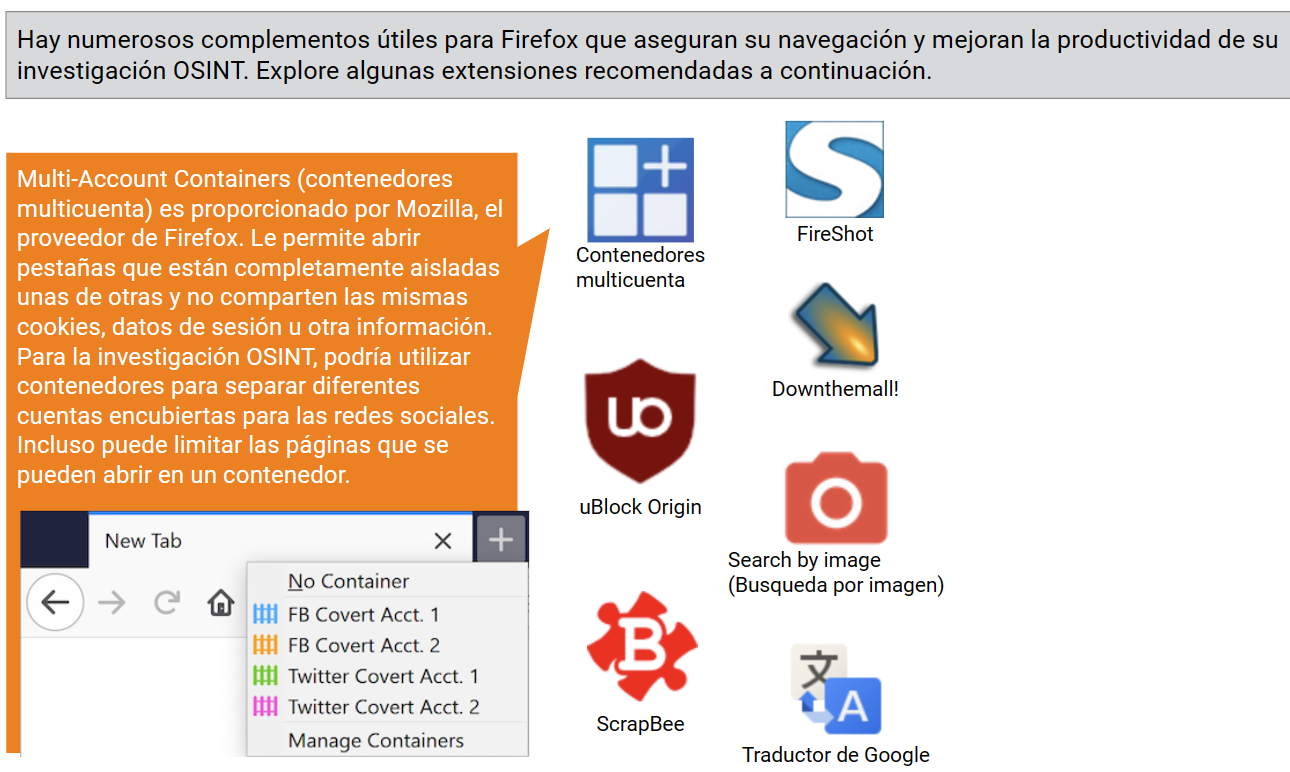 Hay numerosos complementos útiles para Firefox que aseguran su navegación y mejoran la productividad de su
investigación OSINT. Explore algunas extensiones recomendadas a continuación.
Multi-Account Containers (contenedores
multicuenta) es proporcionado por Mozilla, el
proveedor de Firefox. Le permite abrir
pestañas que están completamente aisladas
unas de otras y no comparten las mismas
cookies, datos de sesión u otra información.
Para la investigación OSINT, podría utilizar
contenedores para separar diferentes
cuentas encubiertas para las redes sociales.
Incluso puede limitar las páginas que se
pueden abrir en un contenedor.
New Tab
No Container
FB Covert Acct. 1
FB Covert Acct. 2
Twitter Covert Acct. 1
Twitter Covert Acct. 2
Manage Containers
Contenedores
multicuenta
S
FireShot
Downthemall!
uo
uBlock Origin
Search by image
(Busqueda por imagen)
B
ScrapBee
文
A
Traductor de Google